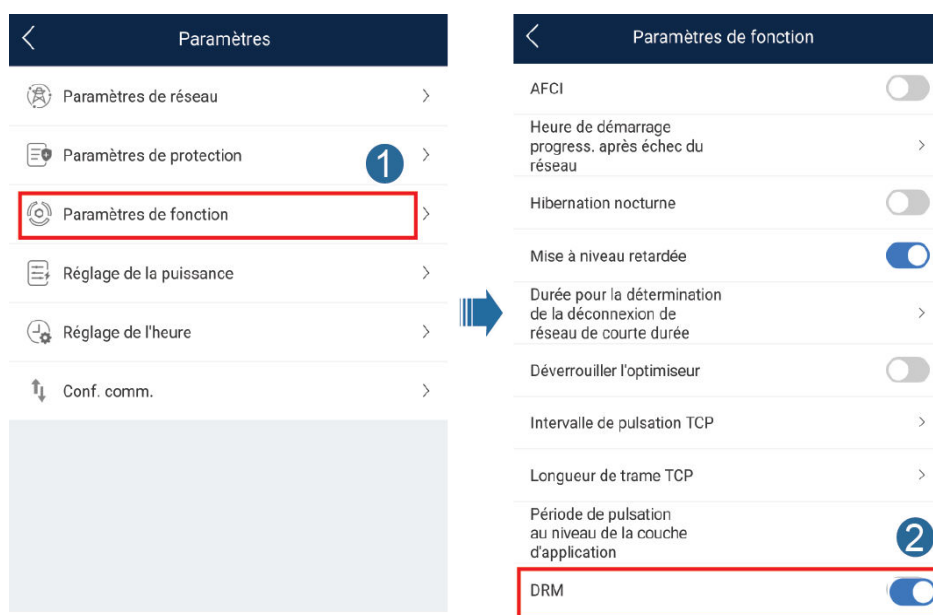 Paramètres
Paramètres de réseau
Paramètres de protection
1
Paramètres de fonction
Réglage de la puissance
Réglage de l'heure
Conf. comm.
Paramètres de fonction
AFCI
Heure de démarrage
progress. après échec du
réseau
Hibernation nocturne
Mise à niveau retardée
Durée pour la détermination
de la déconnexion de
réseau de courte durée
Déverrouiller l'optimiseur
Intervalle de pulsation TCP
Longueur de trame TCP
Période de pulsation
au niveau de la couche
d'application
2
DRM